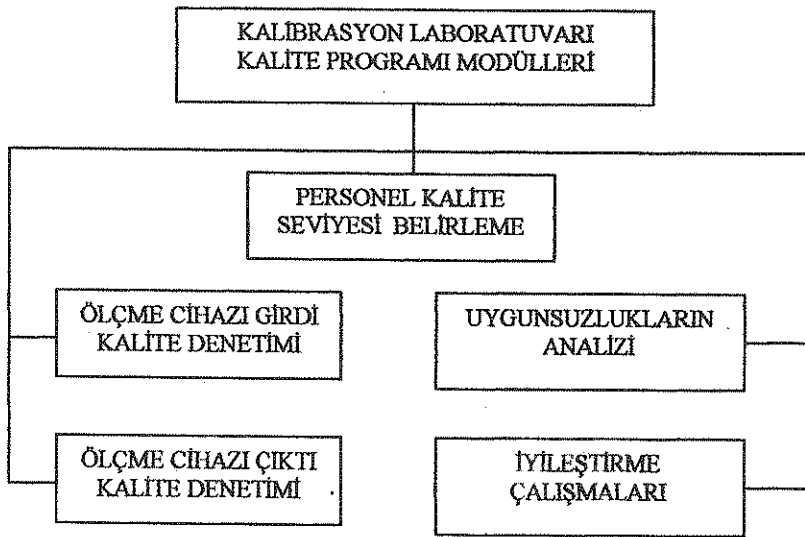 KALİBRASYON LABORATUVARI
KALİTE PROGRAMI MODÜLLERİ
PERSONEL KALİTE
SEVİYESİ BELİRLEME
ÖLÇME CİHAZI GİRDİ
KALİTE DENETİMİ
UYGUNSUZLUKLARIN
ANALİZİ
ÖLÇME CİHAZI ÇIKTI
KALİTE DENETİMİ
İYİLEŞTİRME
ÇALIŞMALARI